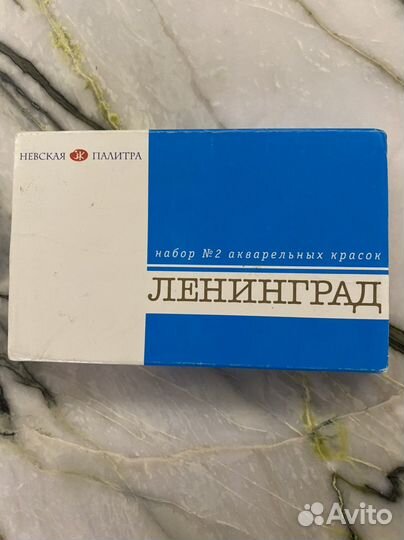 НЕВСКАЯ ЗК ПАЛИТРА
набор №2 акварельных красок
ЛЕНИНГРАД
Avito